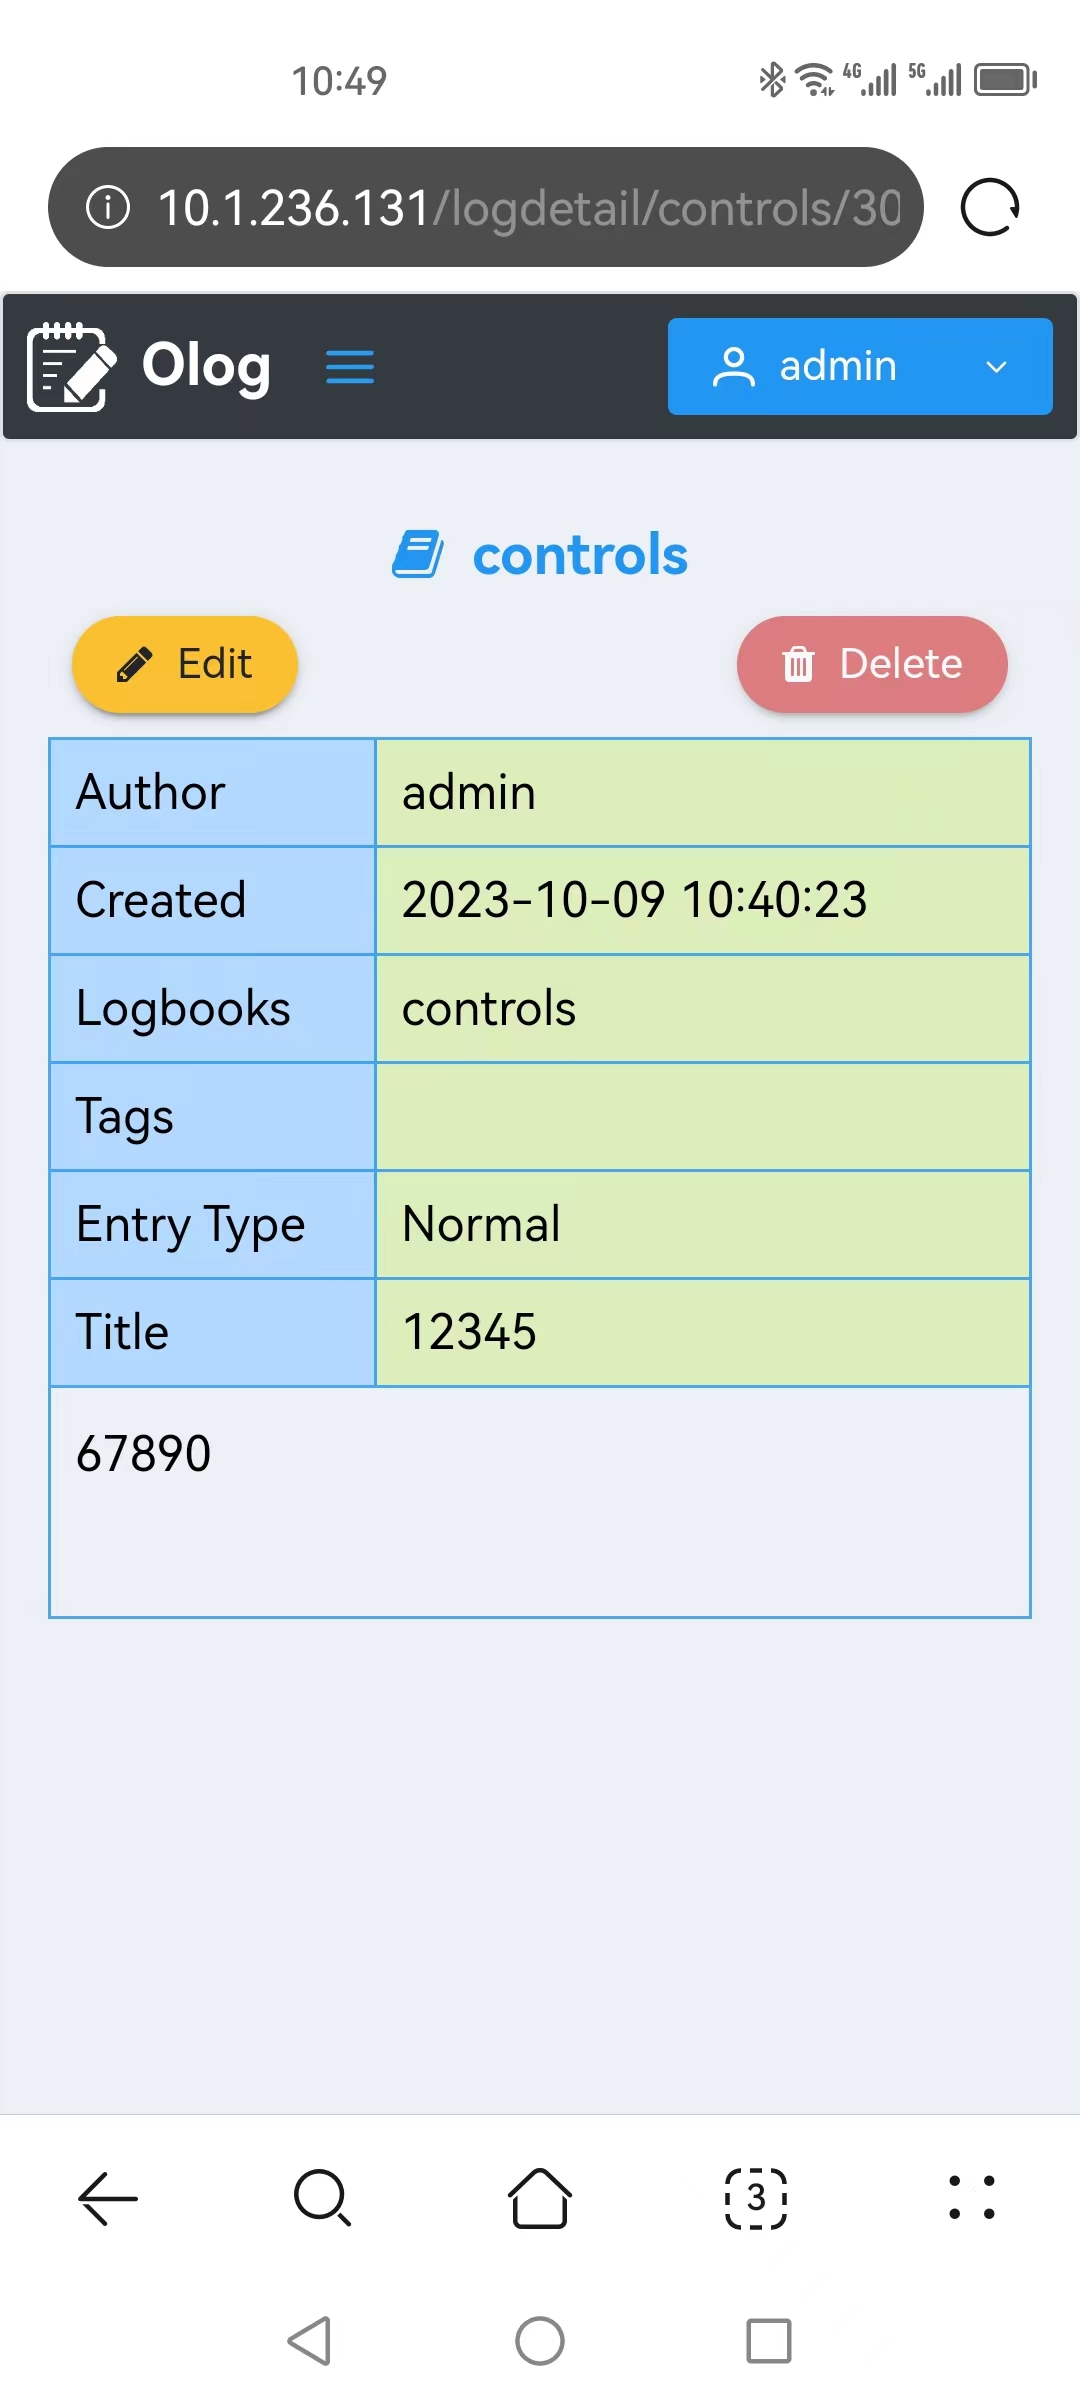 10:49 4G 5G
10.1.236.131/logdetail/controls/30
Olog admin
controls
Edit Delete
Author admin
Created 2023-10-09 10:40:23
Logbooks controls
Tags
Entry Type Normal
Title 12345
67890
3